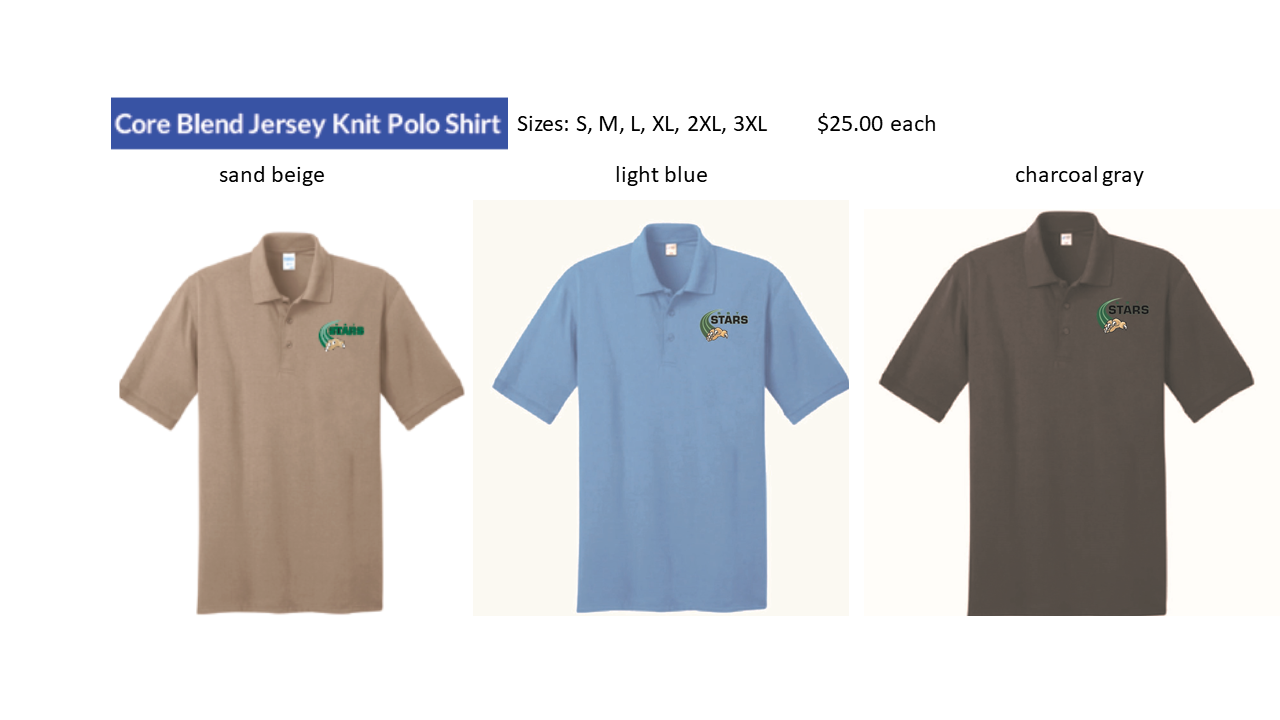 Core Blend Jersey Knit Polo Shirt Sizes: S, M, L, XL, 2XL, 3XL $25.00 each
sand beige light blue charcoal gray
STARS
STARS
STARS